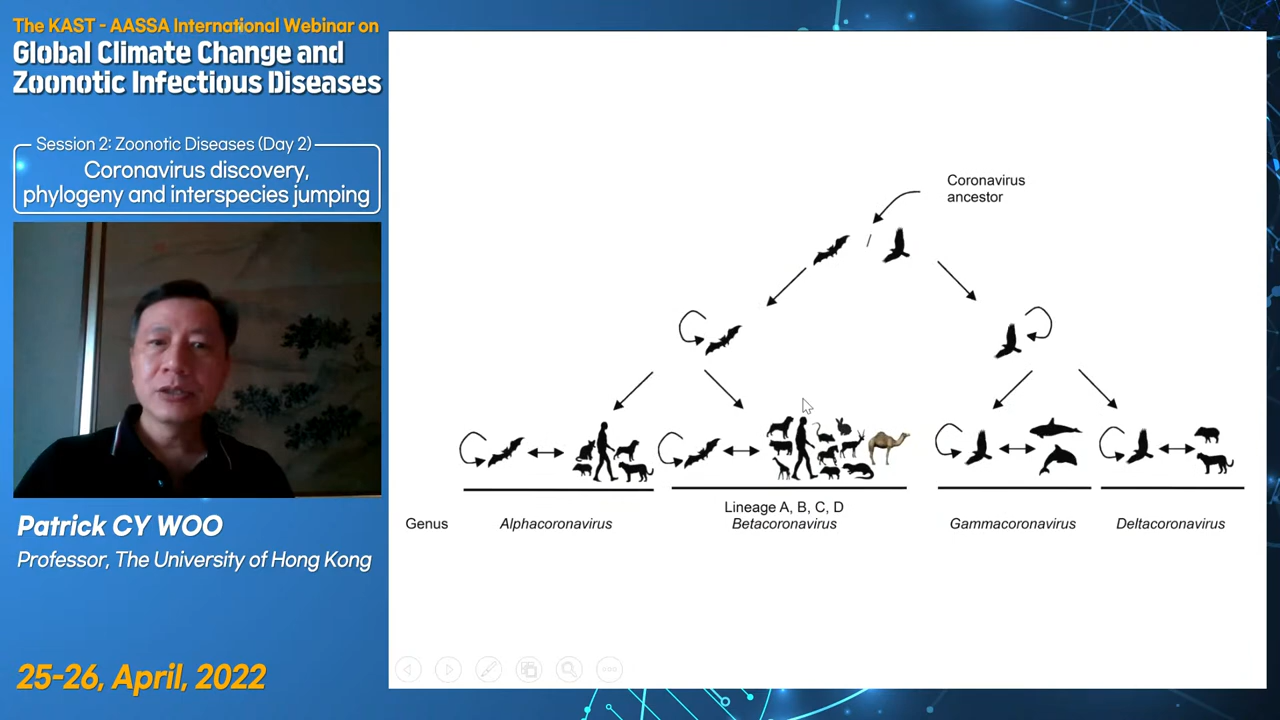 The KAST - AASSA International Webinar on
Global Climate Change and
Zoonotic Infectious Diseases
Session 2: Zoonotic Diseases (Day 2)
Coronavirus discovery,
phylogeny and interspecies jumping
Patrick CY WOO
Professor, The University of Hong Kong
25-26, April, 2022
Coronavirus
ancestor
/
Lineage A, B, C, D
Genus Alphacoronavirus Betacoronavirus Gammacoronavirus Deltacoronavirus